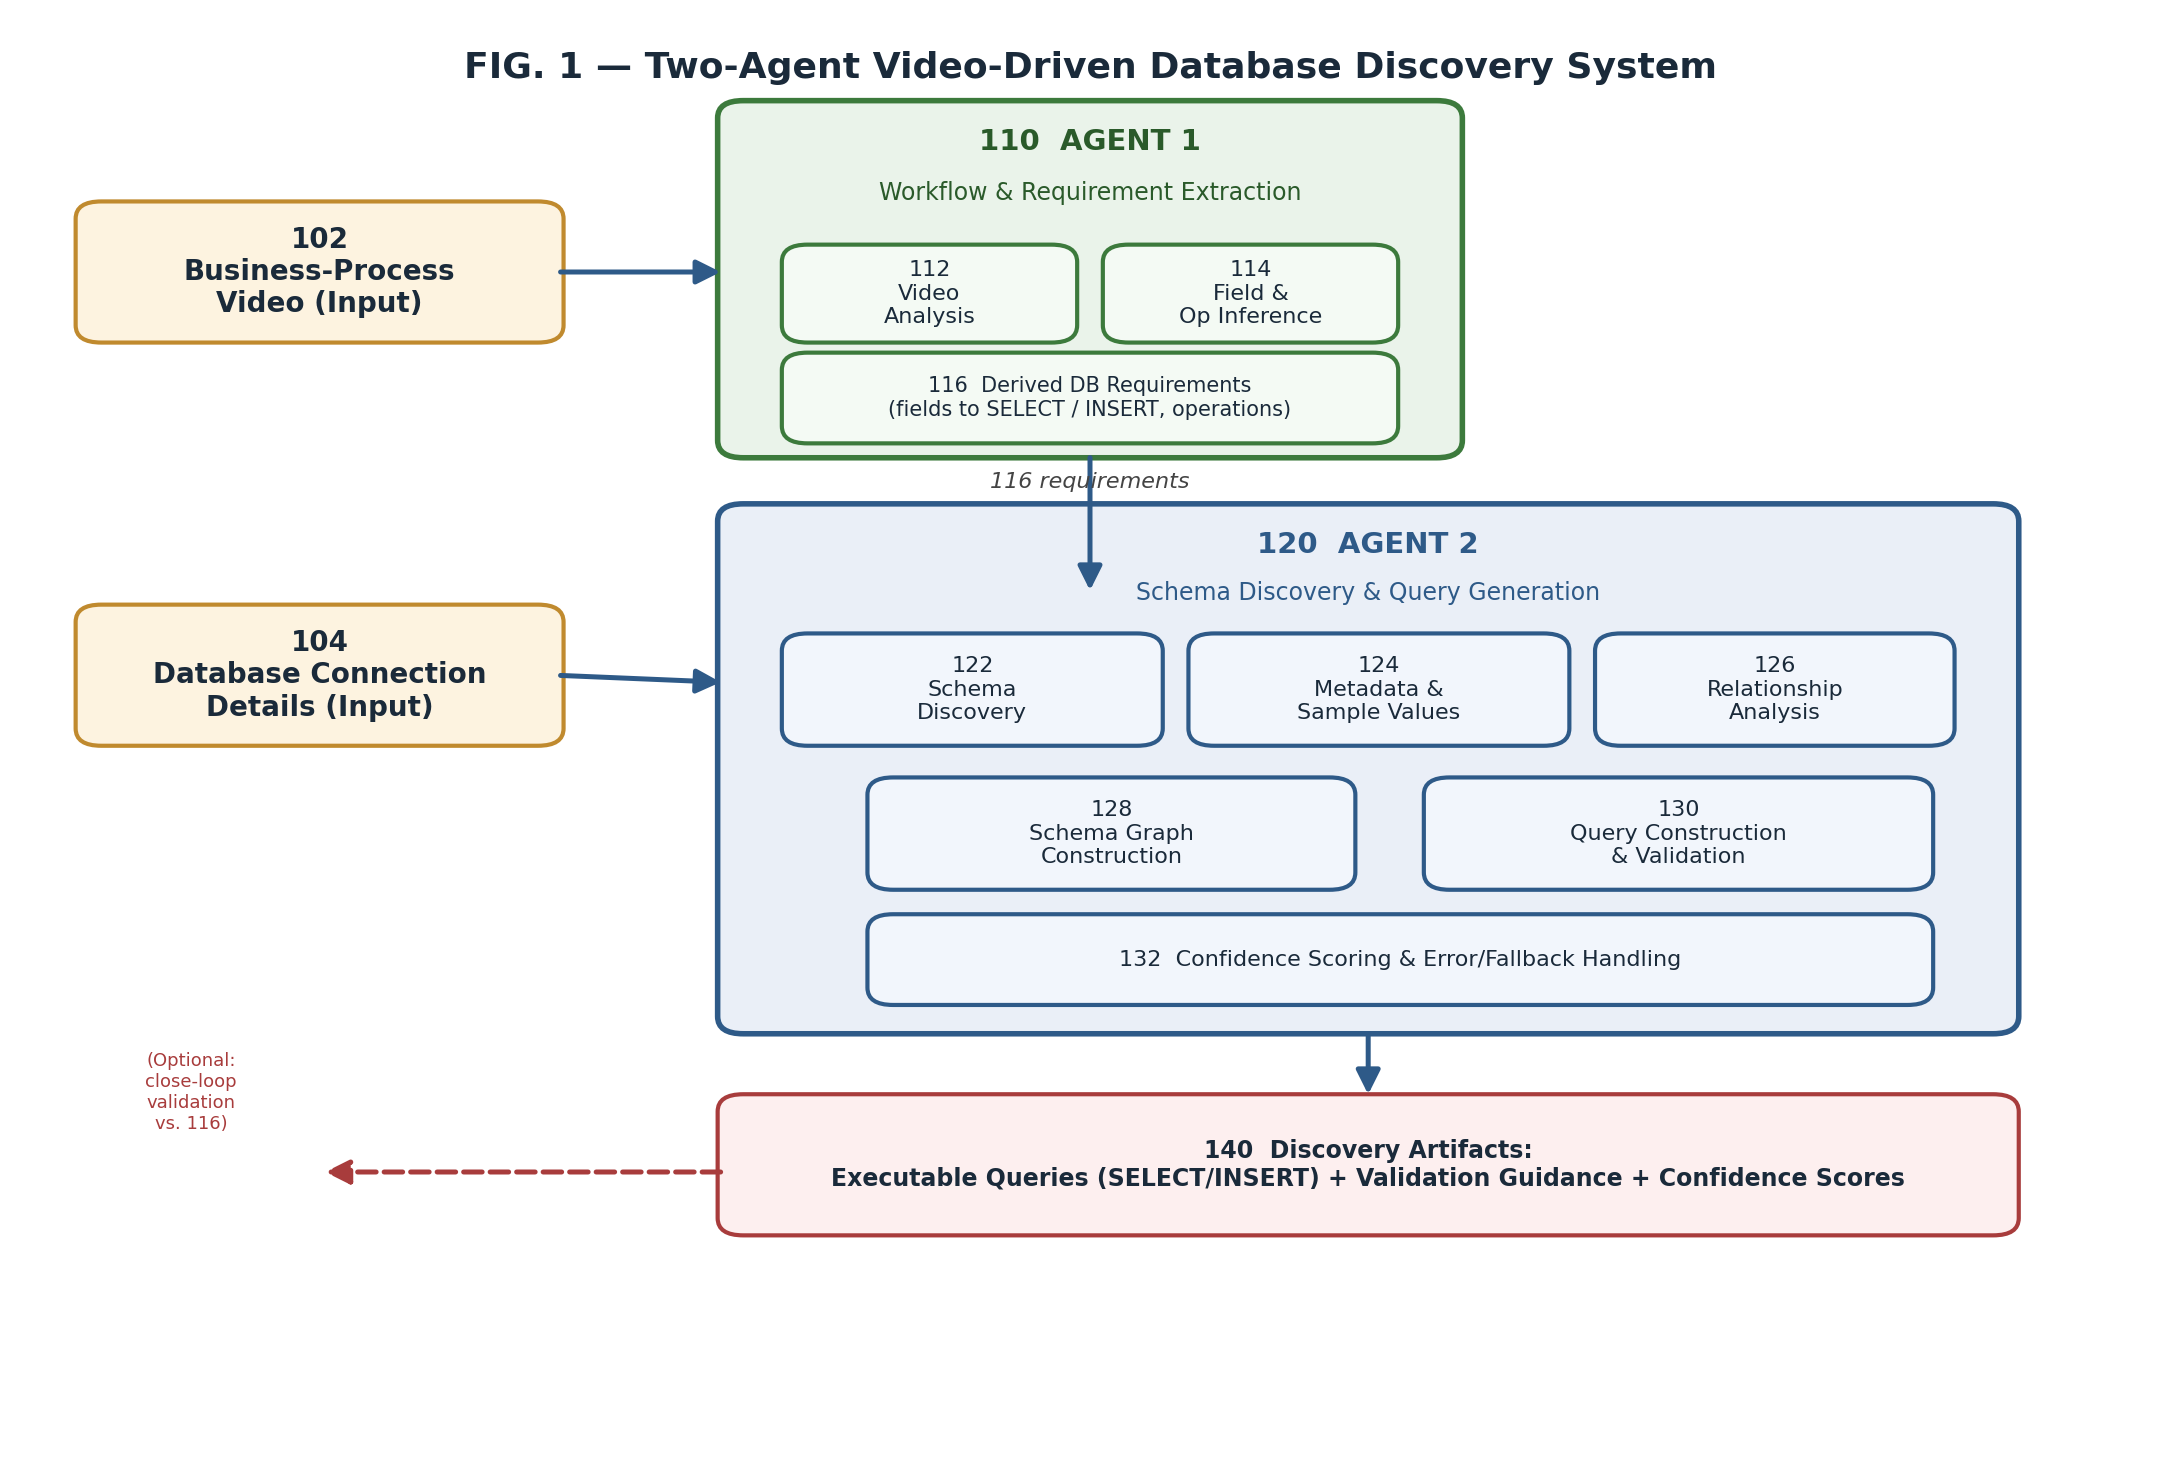 FIG. 1 — Two-Agent Video-Driven Database Discovery System
110 AGENT 1
Workflow & Requirement Extraction
102
Business-Process
Video (Input)
112
Video
Analysis
114
Field &
Op Inference
116 Derived DB Requirements
(fields to SELECT / INSERT, operations)
116 requirements
120 AGENT 2
Schema Discovery & Query Generation
104
Database Connection
Details (Input)
122
Schema
Discovery
124
Metadata &
Sample Values
126
Relationship
Analysis
128
Schema Graph
Construction
130
Query Construction
& Validation
132 Confidence Scoring & Error/Fallback Handling
(Optional:
close-loop
validation
vs. 116)
140 Discovery Artifacts:
Executable Queries (SELECT/INSERT) + Validation Guidance + Confidence Scores